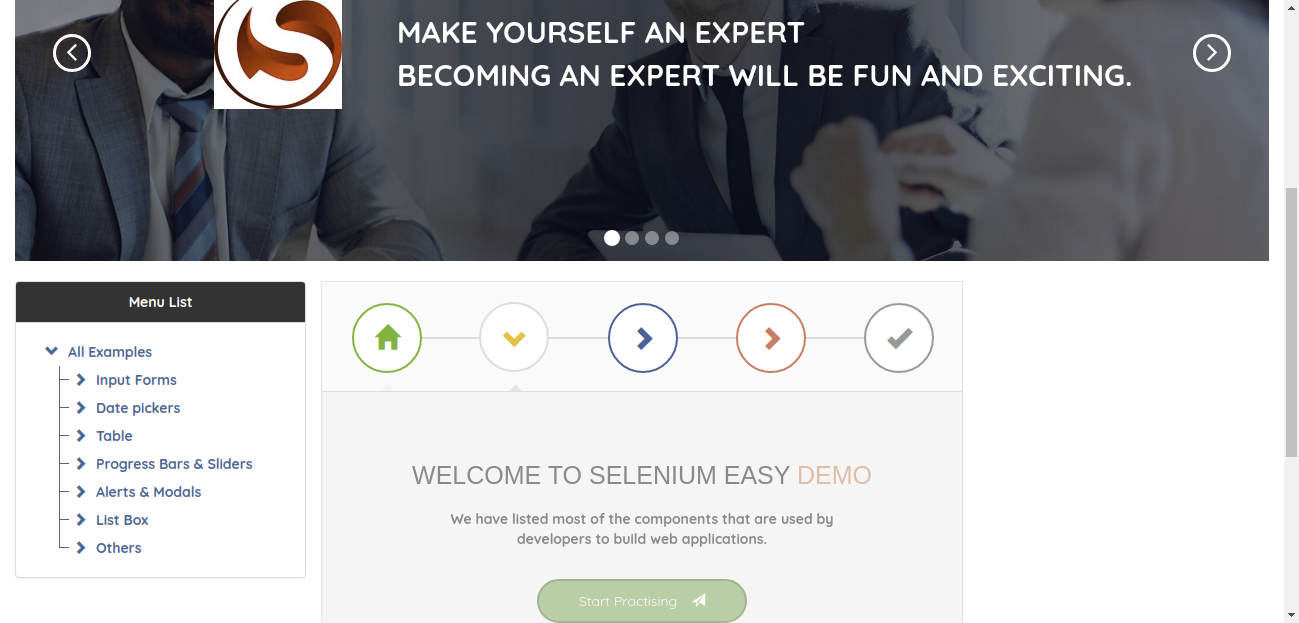 MAKE YOURSELF AN EXPERT
BECOMING AN EXPERT WILL BE FUN AND EXCITING.
Menu List
All Examples
Input Forms
Date pickers
Table
Progress Bars & Sliders
Alerts & Modals
List Box
Others
WELCOME TO SELENIUM EASY DEMO
We have listed most of the components that are used by
developers to build web applications.
Start Practising